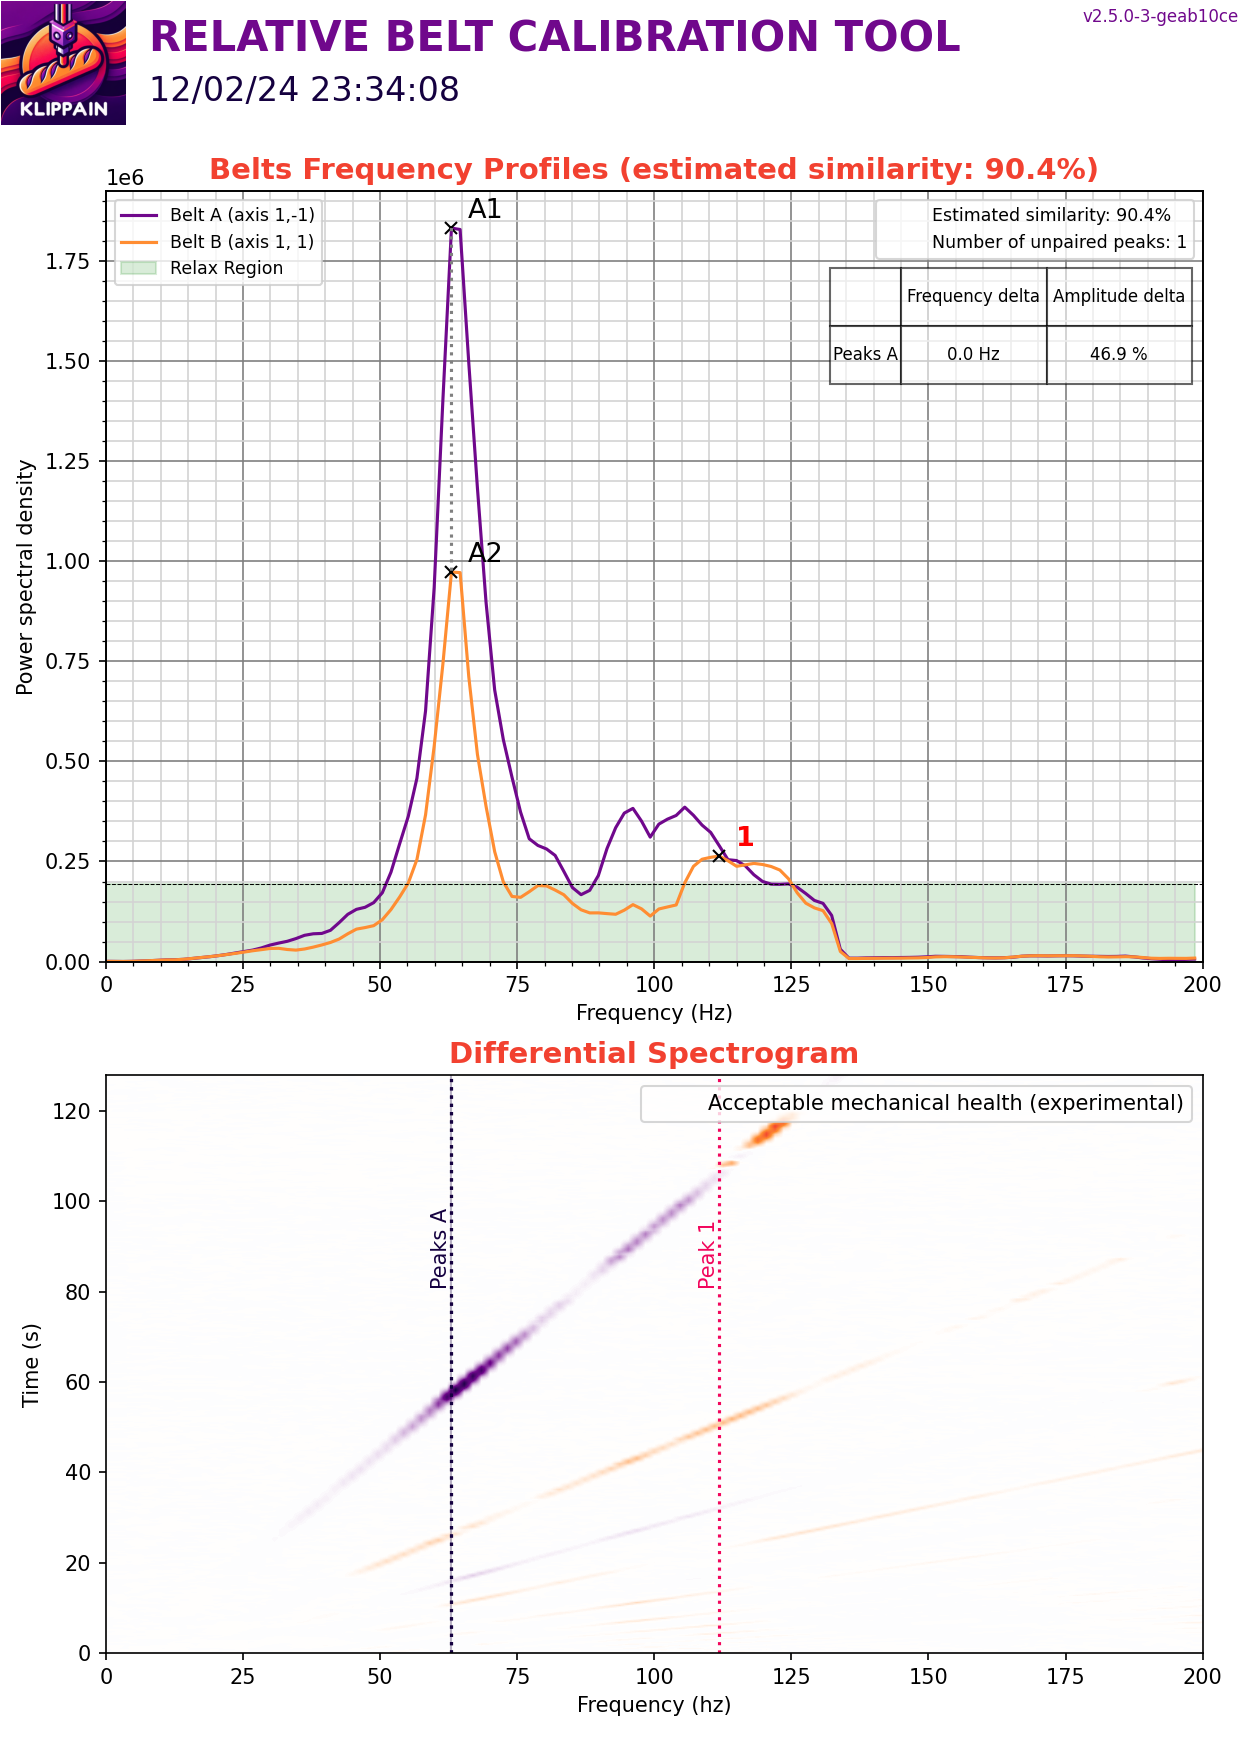 KLIPPAIN
RELATIVE BELT CALIBRATION TOOL
12/02/24 23:34:08
v2.5.0-3-geab10ce
Belts Frequency Profiles (estimated similarity: 90.4%)
1e6
Belt A (axis 1,-1)
Belt B (axis 1, 1)
Relax Region
Estimated similarity: 90.4%
Number of unpaired peaks: 1
Frequency delta Amplitude delta
Peaks A 0.0 Hz 46.9 %
A1
A2
1
Power spectral density
1.75
1.50
1.25
1.00
0.75
0.50
0.25
0.00
0 25 50 75 100 125 150 175 200
Frequency (Hz)
Differential Spectrogram
Acceptable mechanical health (experimental)
Peaks A
Peak 1
Time (s)
120
100
80
60
40
20
0
0 25 50 75 100 125 150 175 200
Frequency (hz)